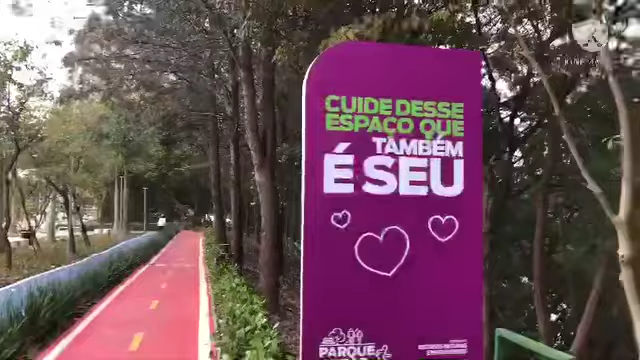 CUIDE DESSE
ESPAÇO QUE
TAMBÉM
É SEU
PARQUE